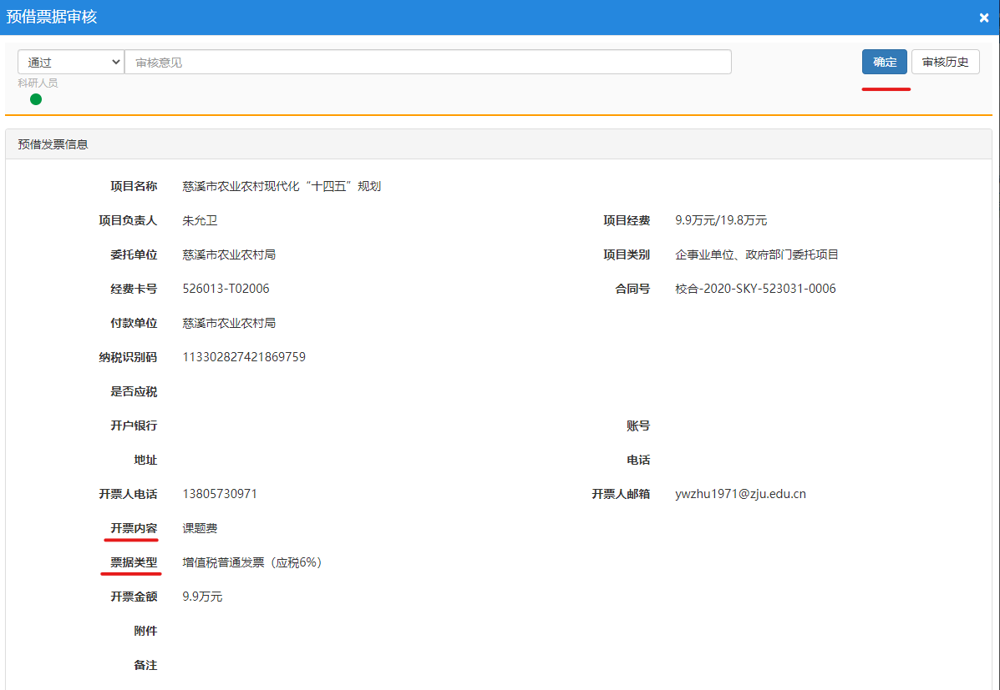 预借票据审核 ×
通过 审核意见 确定 审核历史
科研人员
预借发票信息
项目名称 慈溪市农业农村现代化“十四五”规划
项目负责人 朱允卫 项目经费 9.9万元/19.8万元
委托单位 慈溪市农业农村局 项目类别 企事业单位、政府部门委托项目
经费卡号 526013-T02006 合同号 校合-2020-SKY-523031-0006
付款单位 慈溪市农业农村局
纳税识别码 113302827421869759
是否应税
开户银行 账号
地址 电话
开票人电话 13805730971 开票人邮箱 ywzhu1971@zju.edu.cn
开票内容 课题费
票据类型 增值税普通发票（应税6%）
开票金额 9.9万元
附件
备注